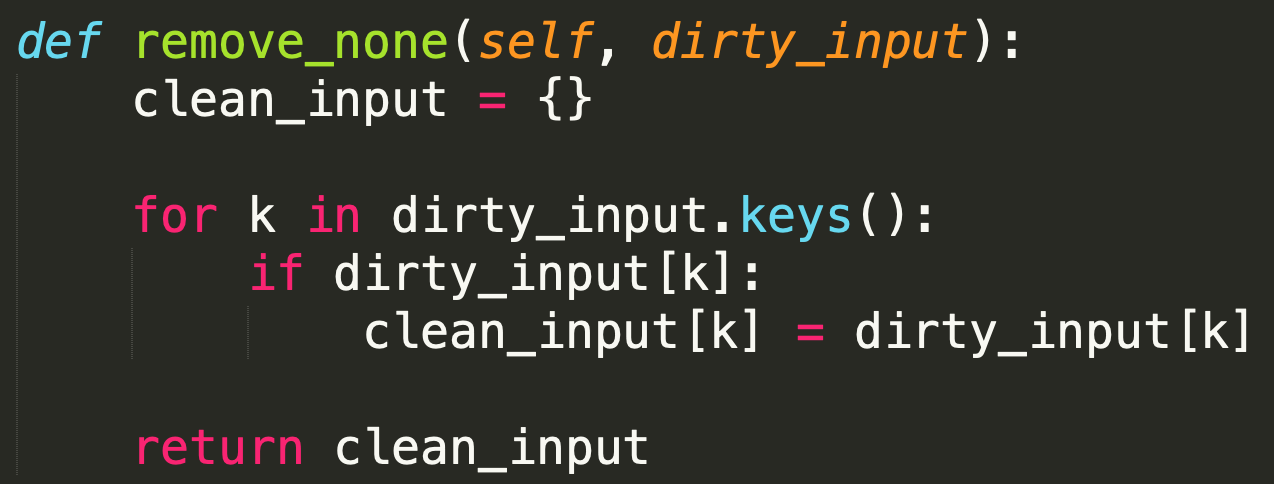 def remove_none(self, dirty_input):
    clean_input = {}

    for k in dirty_input.keys():
        if dirty_input[k]:
            clean_input[k] = dirty_input[k]

    return clean_input